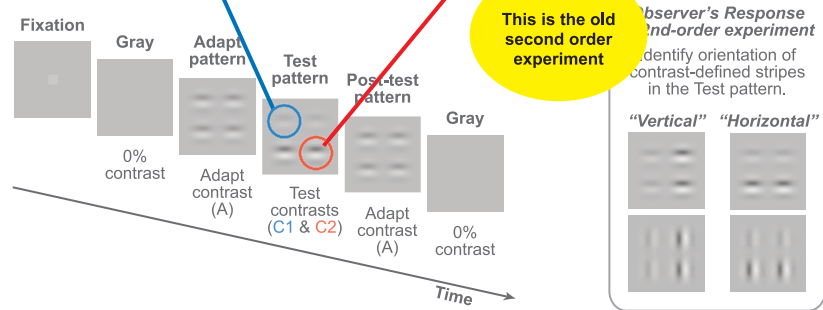 Fixation
Gray
Adapt
pattern
Test
pattern
Post-test
pattern
Gray
0%
contrast
Adapt
contrast
(A)
Test
contrasts
(C1 & C2)
Adapt
contrast
(A)
0%
contrast
Time
This is the old
second order
experiment
Observer's Response
2nd-order experiment
Identify orientation of
contrast-defined stripes
in the Test pattern.
"Vertical" "Horizontal"